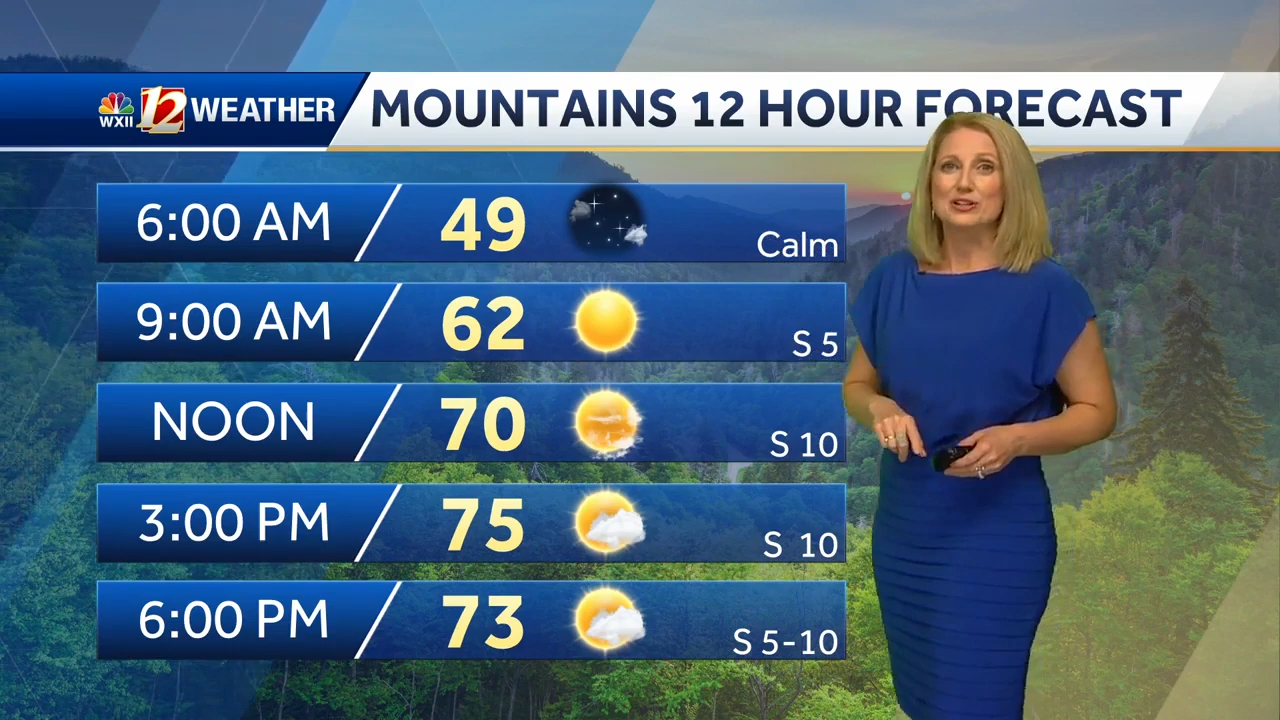 WXII 12 WEATHER
MOUNTAINS 12 HOUR FORECAST
6:00 AM 49 Calm
9:00 AM 62 S 5
NOON 70 S 10
3:00 PM 75 S 10
6:00 PM 73 S 5-10